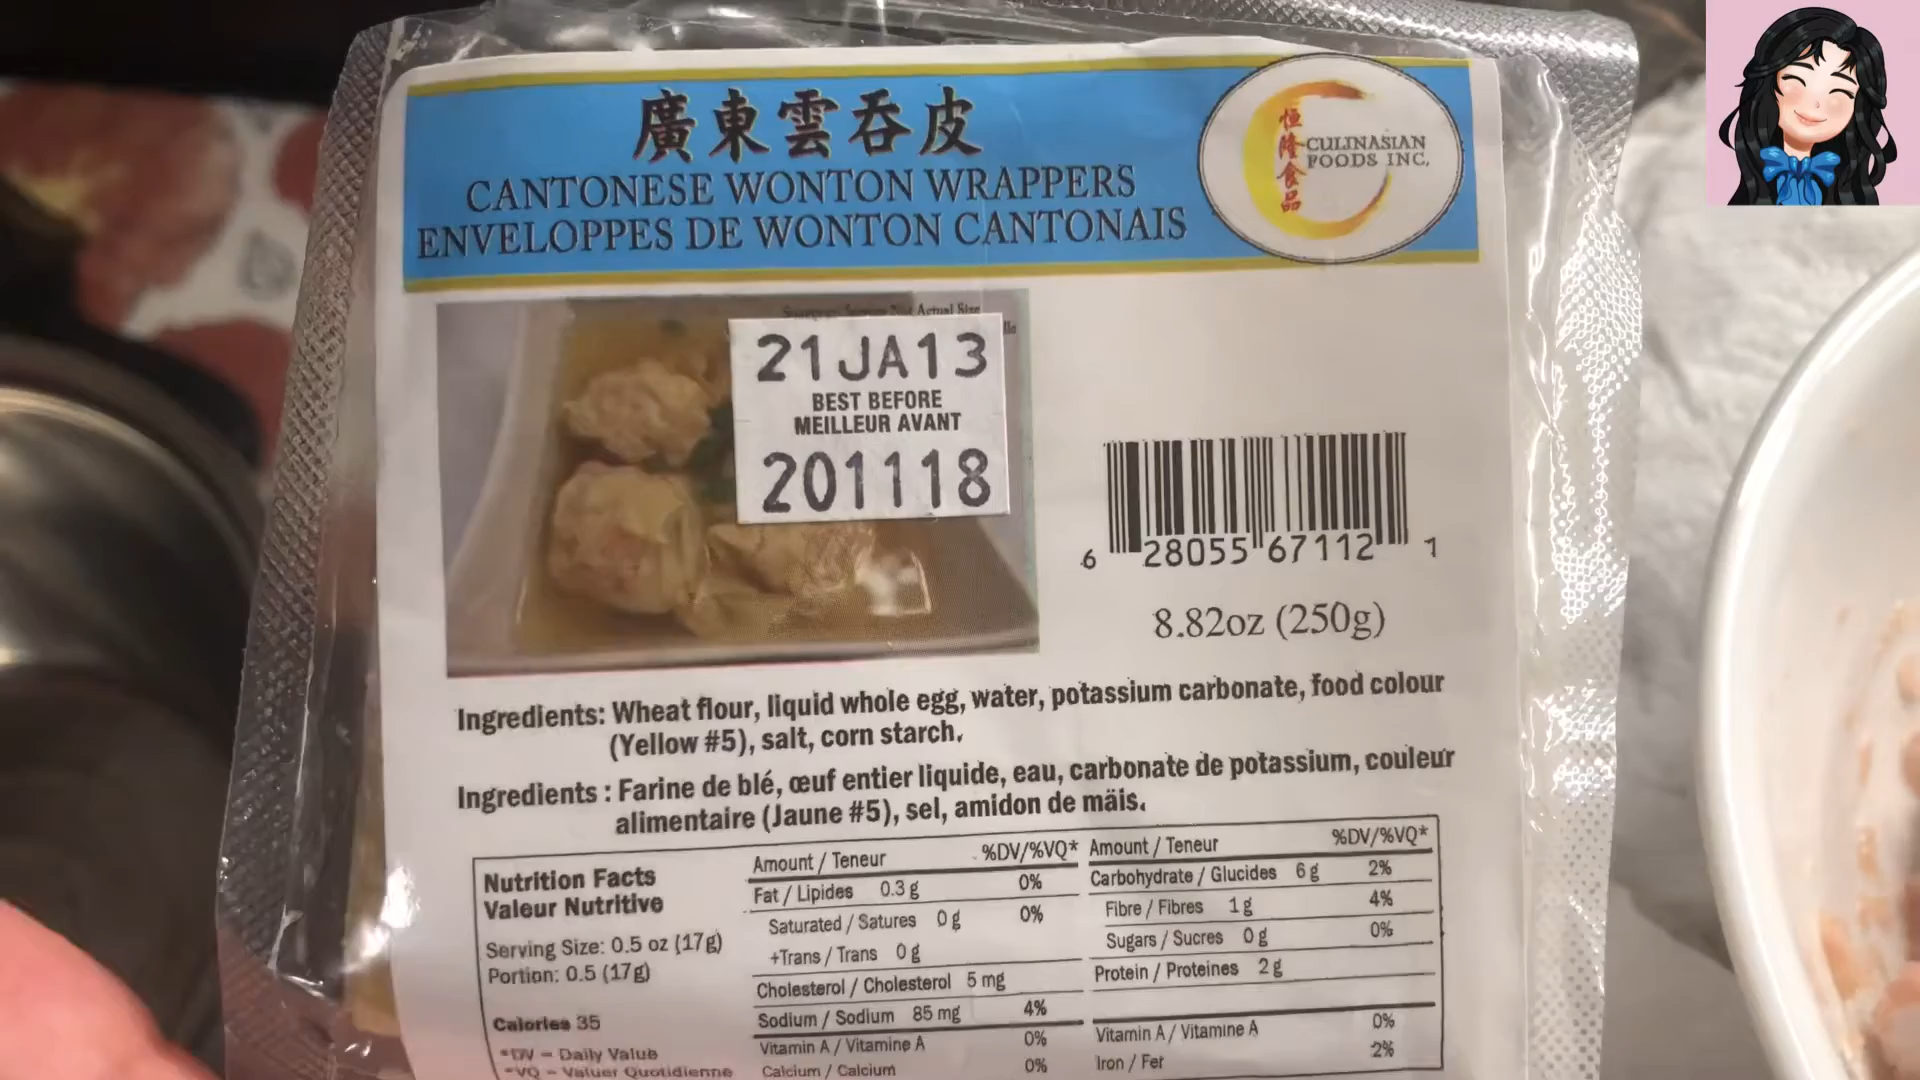 廣東雲吞皮
CANTONESE WONTON WRAPPERS
ENVELOPPES DE WONTON CANTONAIS
恒隆食品
CULINASIAN
FOODS INC.
Actual Size
21JA13
BEST BEFORE
MEILLEUR AVANT
201118
6 28055 67112 1
8.82oz (250g)
Ingredients: Wheat flour, liquid whole egg, water, potassium carbonate, food colour
(Yellow #5), salt, corn starch.
Ingredients : Farine de blé, œuf entier liquide, eau, carbonate de potassium, couleur
alimentaire (Jaune #5), sel, amidon de mäis.
Nutrition Facts
Valeur Nutritive
Serving Size: 0.5 oz (17g)
Portion: 0.5 (17g)
Calories 35
*DV = Daily Value
*VQ = Valuer Quotidienne
Amount / Teneur %DV/%VQ*
Fat / Lipides 0.3 g 0%
Saturated / Satures 0 g 0%
+Trans / Trans 0 g
Cholesterol / Cholesterol 5 mg
Sodium / Sodium 85 mg 4%
Vitamin A / Vitamine A 0%
Calcium / Calcium 0%
Amount / Teneur %DV/%VQ*
Carbohydrate / Glucides 6 g 2%
Fibre / Fibres 1 g 4%
Sugars / Sucres 0 g 0%
Protein / Proteines 2 g
Vitamin A / Vitamine A 0%
Iron / Fer 2%